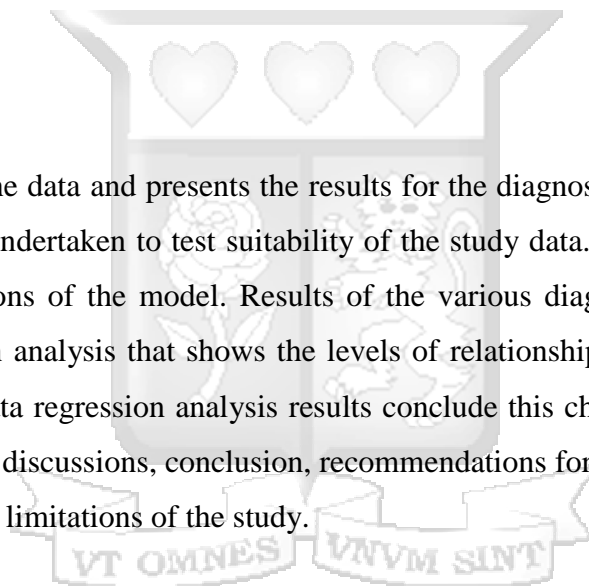 ne data and presents the results for the diagnos
ndertaken to test suitability of the study data.
ons of the model. Results of the various diag
n analysis that shows the levels of relationship
ata regression analysis results conclude this ch
discussions, conclusion, recommendations for
limitations of the study.
VT OMNES VNVM SINT